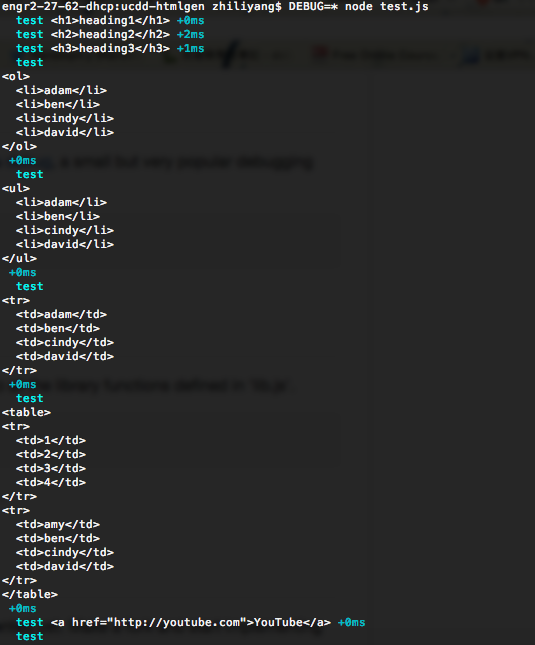 engr2-27-62-dhcp:ucdd-htmlgen zhiliyang$ DEBUG=* node test.js
test <h1>heading1</h1> +0ms
test <h2>heading2</h2> +2ms
test <h3>heading3</h3> +1ms
test
<ol>
<li>adam</li>
<li>ben</li>
<li>cindy</li>
<li>david</li>
</ol>
+0ms
test
<ul>
<li>adam</li>
<li>ben</li>
<li>cindy</li>
<li>david</li>
</ul>
+0ms
test
<tr>
<td>adam</td>
<td>ben</td>
<td>cindy</td>
<td>david</td>
</tr>
+0ms
test
<table>
<tr>
<td>1</td>
<td>2</td>
<td>3</td>
<td>4</td>
</tr>
<tr>
<td>amy</td>
<td>ben</td>
<td>cindy</td>
<td>david</td>
</tr>
</table>
+0ms
test <a href="http://youtube.com">YouTube</a> +0ms
test